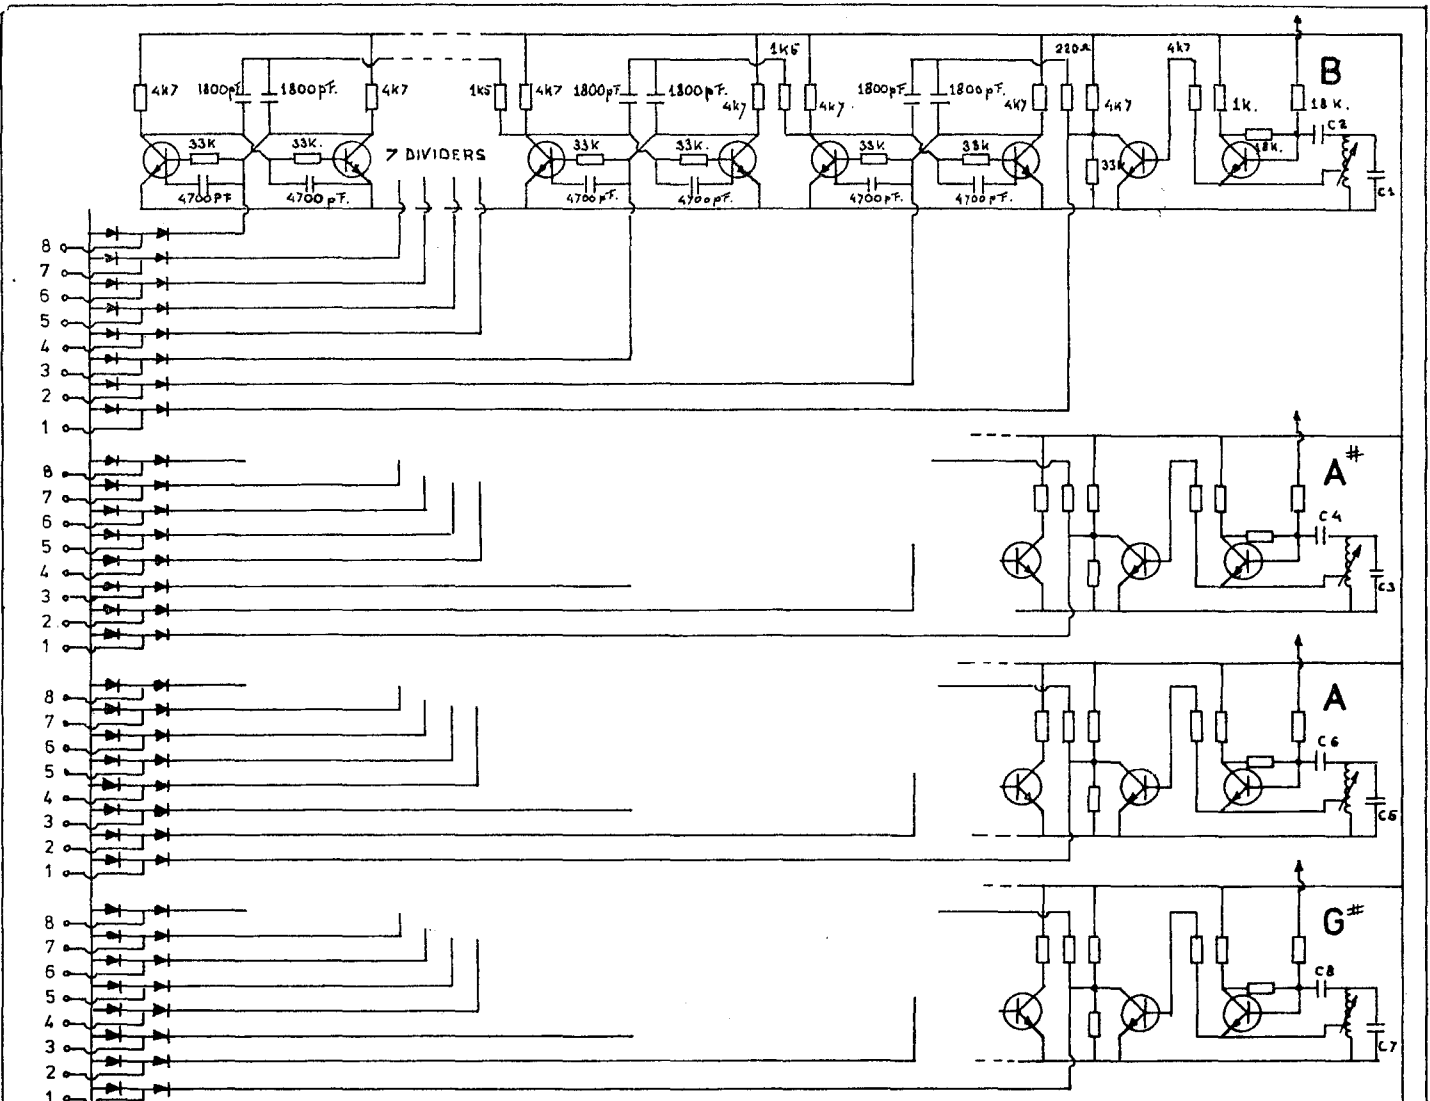 1K5 220Ω 4k7
B
4k7 1800pF. 1800pF. 4k7 1k5 4k7 1800pF. 1800pF. 4k7 4k7 1800pF. 1800pF. 4k7 4k7 1k. 18k.
C2
33K 33K. 33K 33K. 33K 33K 33K 18K.
7 DIVIDERS
4700pF 4700pF. 4700pF. 4700pF. 4700pF. 4700pF. C1
8
7
6
5
4
3
2
1
A#
8
7
6
5
4
3
2
1
C4
C3
A
8
7
6
5
4
3
2
1
C6
C5
G#
8
7
6
5
4
3
2
1
C8
C7